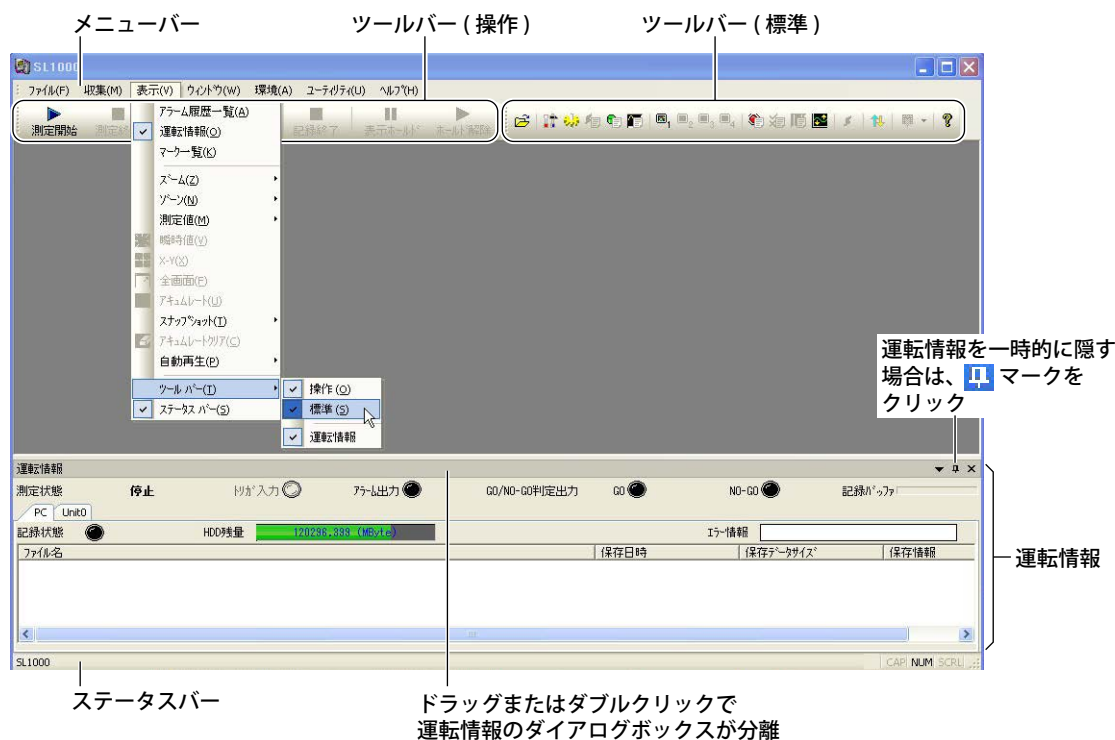 メニューバー
ツールバー ( 操作 )
ツールバー ( 標準 )
SL1000
ファイル(F) 収集(M) 表示(V) ウィンドウ(W) 環境(A) ユーティリティ(U) ヘルプ(H)
測定開始
記録終了 表示ホールド ホールド解除
アラーム履歴一覧(A)
運転情報(O)
マーク一覧(K)
ズーム(Z)
ゾーン(N)
測定値(M)
瞬時値(V)
X-Y(X)
全画面(F)
アキュムレート(U)
スナップショット(T)
アキュムレートクリア(C)
自動再生(P)
ツール バー(T)
ステータス バー(S)
操作 (O)
標準 (S)
運転情報
運転情報を一時的に隠す
場合は、 マークを
クリック
運転情報
測定状態 停止 トリガ入力 アラーム出力 GO/NO-GO判定出力 GO NO-GO 記録バッファ
PC Unit0
記録状態 HDD残量 120296.399 (MByte) エラー情報
ファイル名 保存日時 保存データサイズ 保存情報
運転情報
SL1000 CAP NUM SCRL
ステータスバー
ドラッグまたはダブルクリックで
運転情報のダイアログボックスが分離